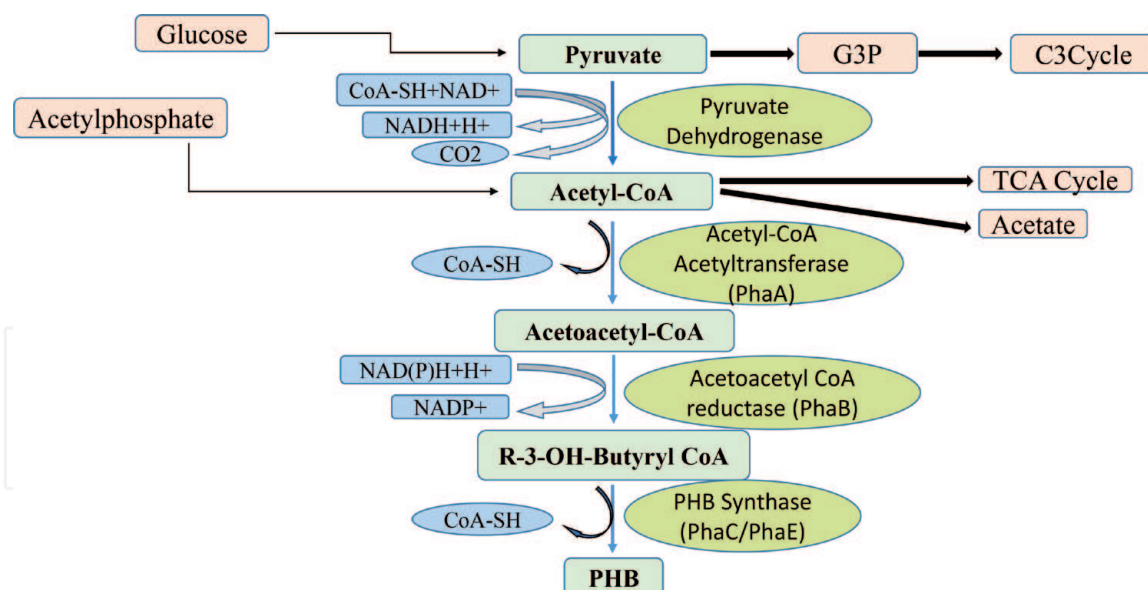 Glucose
Pyruvate
G3P
C3Cycle
CoA-SH+NAD+
NADH+H+
CO2
Pyruvate
Dehydrogenase
Acetylphosphate
Acetyl-CoA
TCA Cycle
Acetate
CoA-SH
Acetyl-CoA
Acetyltransferase
(PhaA)
Acetoacetyl-CoA
NAD(P)H+H+
NADP+
Acetoacetyl CoA
reductase (PhaB)
R-3-OH-Butyryl CoA
CoA-SH
PHB Synthase
(PhaC/PhaE)
PHB